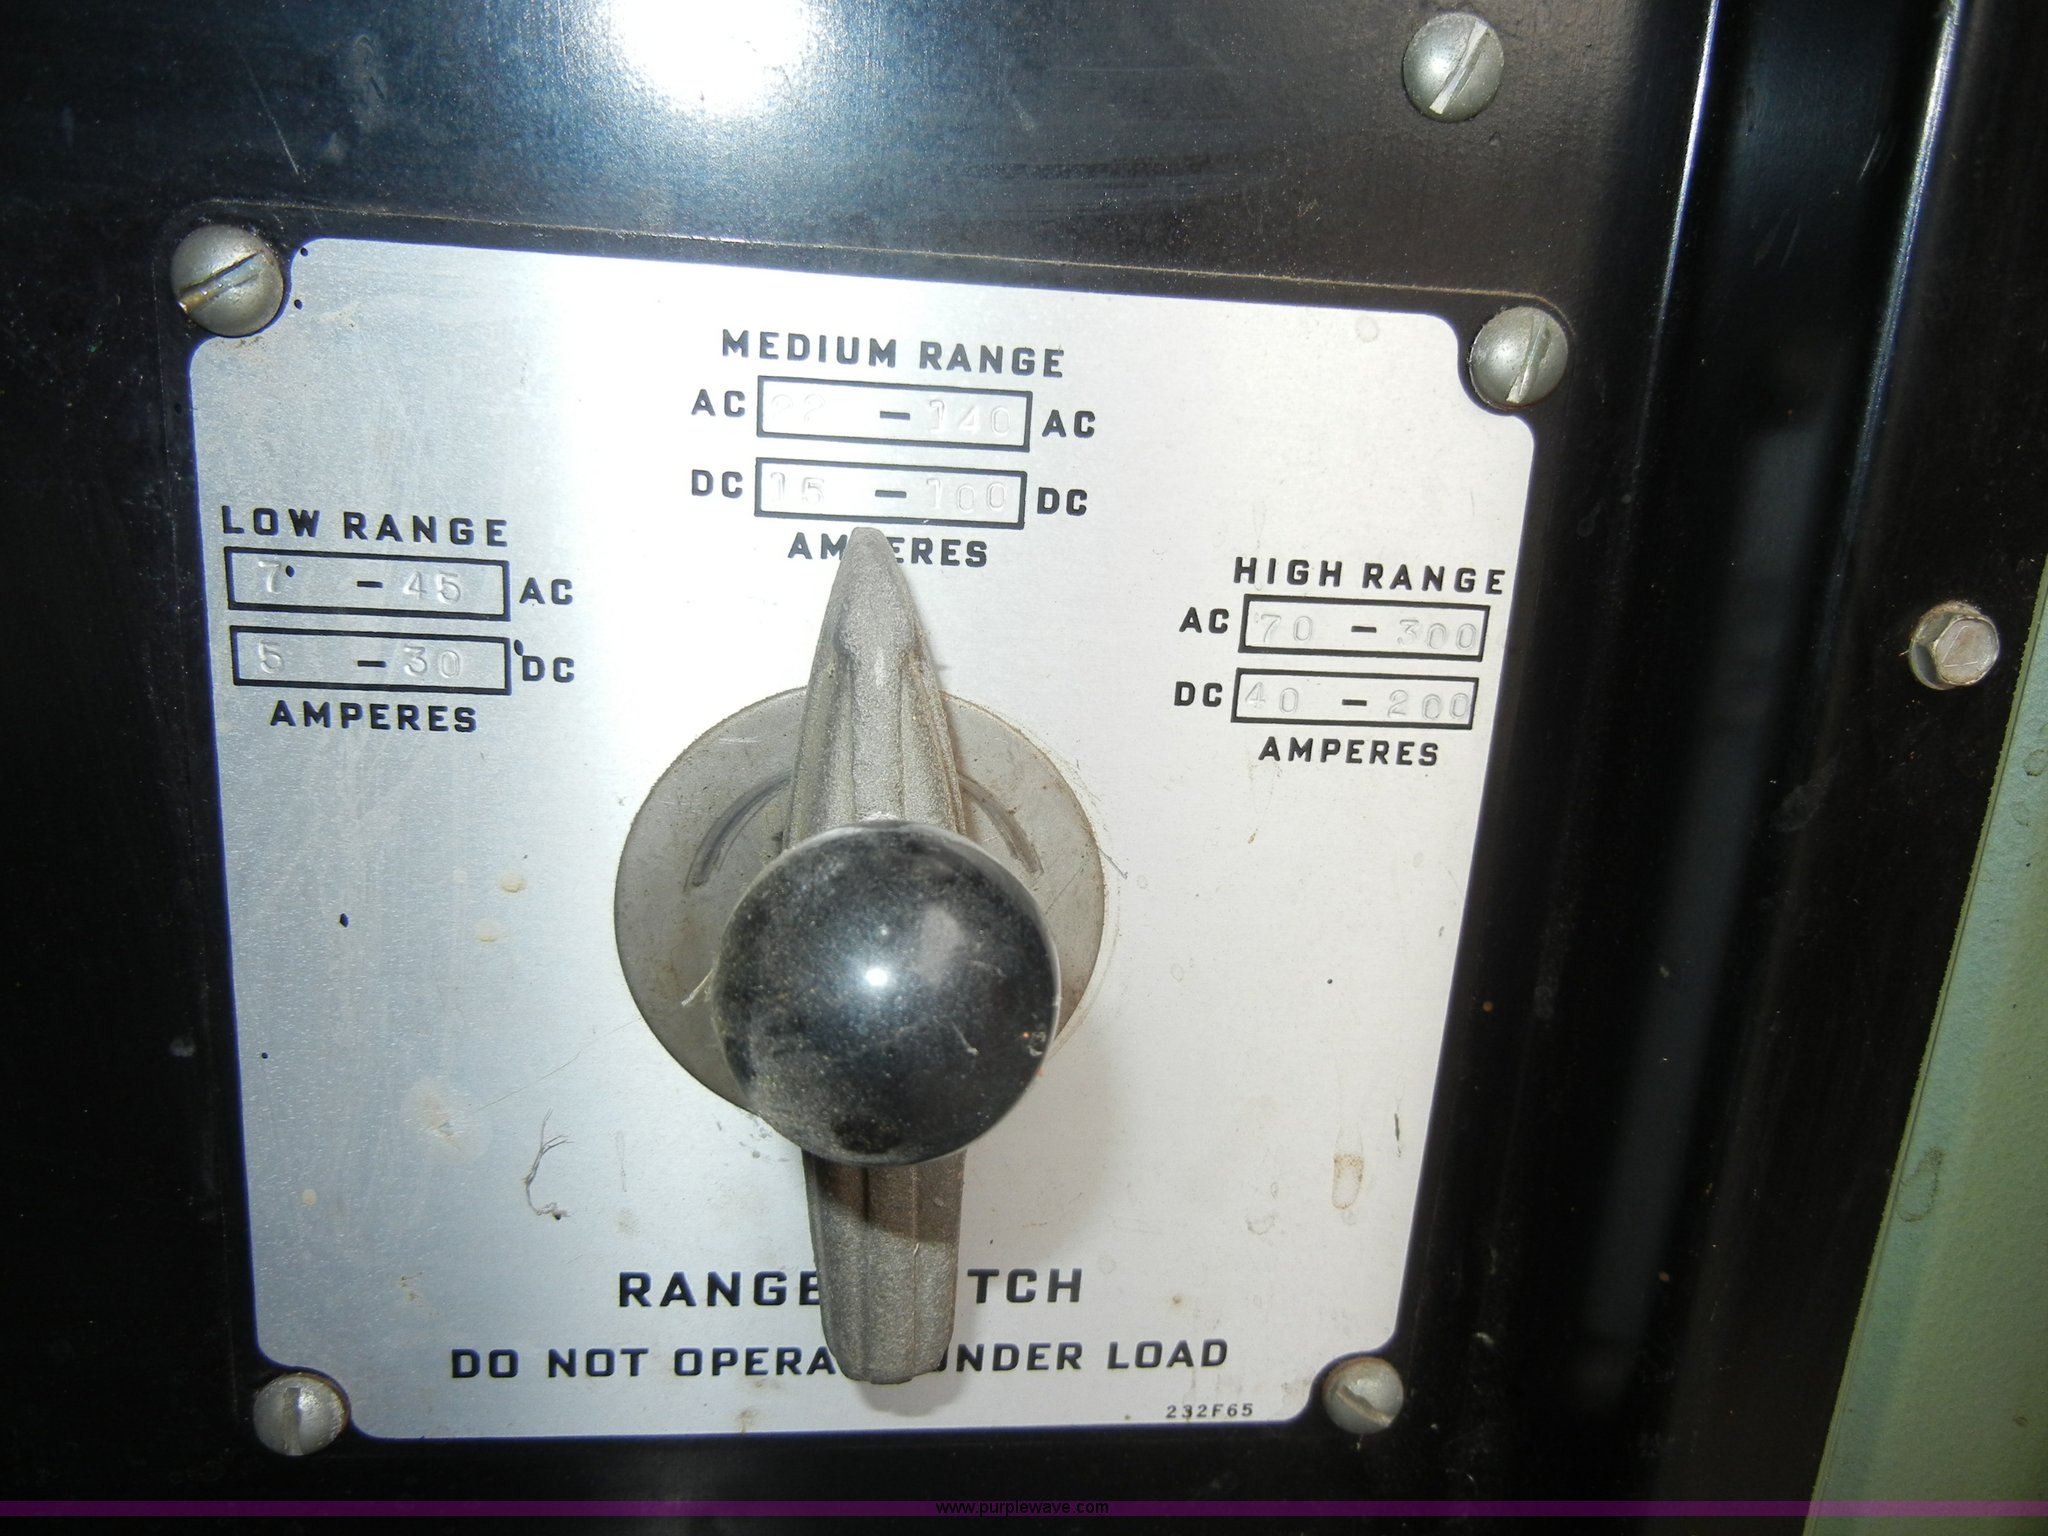 MEDIUM RANGE
AC 22 - 140 AC
DC 15 - 100 DC
AMPERES
LOW RANGE
7 - 45 AC
5 - 30 DC
AMPERES
HIGH RANGE
AC 70 - 300
DC 40 - 200
AMPERES
RANGE TCH
DO NOT OPERA UNDER LOAD
232F65
www.purplewave.com